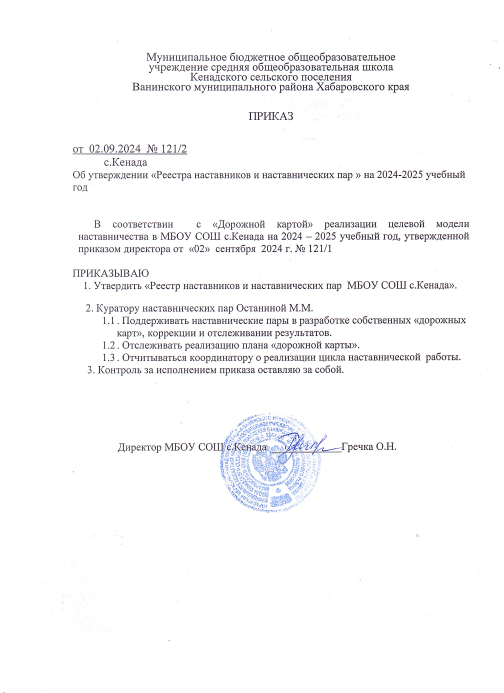 Муниципальное бюджетное общеобразовательное
учреждение средняя общеобразовательная школа
Кенадского сельского поселения
Ванинского муниципального района Хабаровского края
ПРИКАЗ
от  02.09.2024  № 121/2
с.Кенада
Об утверждении «Реестра наставников и наставнических пар » на 2024-2025 учебный
год
В соответствии с «Дорожной картой» реализации целевой модели
наставничества в МБОУ СОШ с.Кенада на 2024 – 2025 учебный год, утвержденной
приказом директора от «02» сентября 2024 г. № 121/1
ПРИКАЗЫВАЮ
1. Утвердить «Реестр наставников и наставнических пар МБОУ СОШ с.Кенада».
2. Куратору наставнических пар Останиной М.М.
1.1 . Поддерживать наставнические пары в разработке собственных «дорожных
карт», коррекции и отслеживании результатов.
1.2 . Отслеживать реализацию плана «дорожной карты».
1.3 . Отчитываться координатору о реализации цикла наставнической работы.
3. Контроль за исполнением приказа оставляю за собой.
Директор МБОУ СОШ с.Кенада Гречка О.Н.